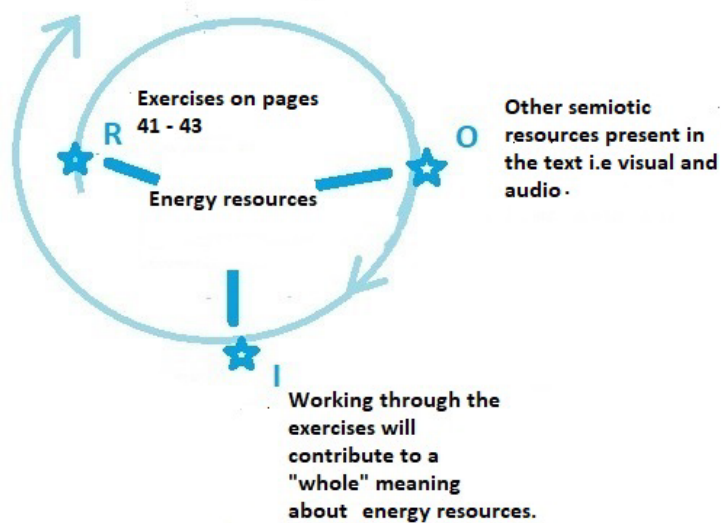 Exercises on pages
41 - 43
R
Energy resources
O
Other semiotic
resources present in
the text i.e visual and
audio.
I
Working through the
exercises will
contribute to a
"whole" meaning
about energy resources.